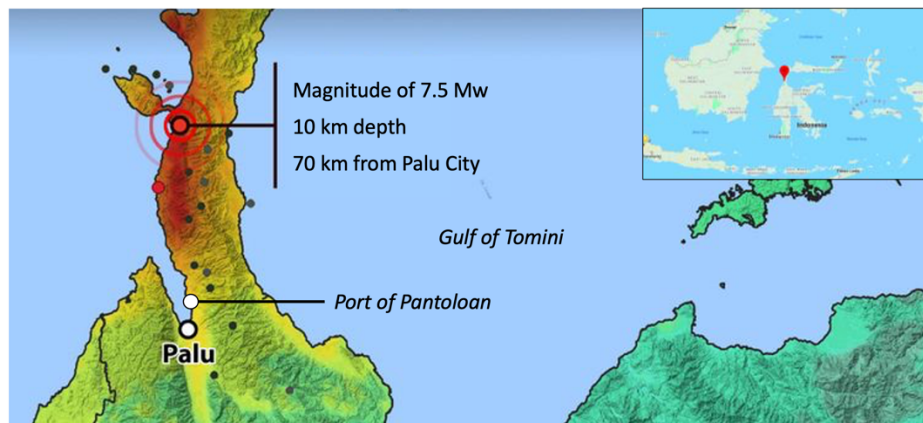 Magnitude of 7.5 Mw
10 km depth
70 km from Palu City
Gulf of Tomini
Port of Pantoloan
Palu
Indonesia